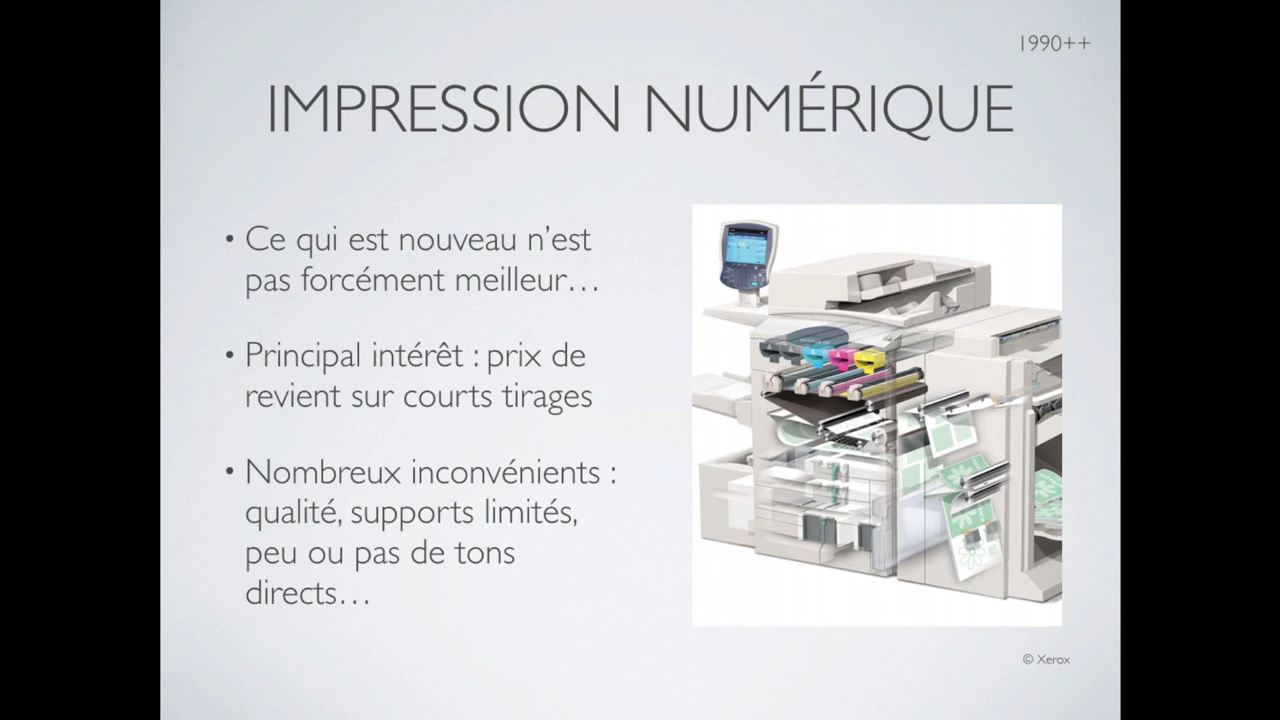 1990++
IMPRESSION NUMÉRIQUE
• Ce qui est nouveau n’est
pas forcément meilleur…
• Principal intérêt : prix de
revient sur courts tirages
• Nombreux inconvénients :
qualité, supports limités,
peu ou pas de tons
directs…
© Xerox